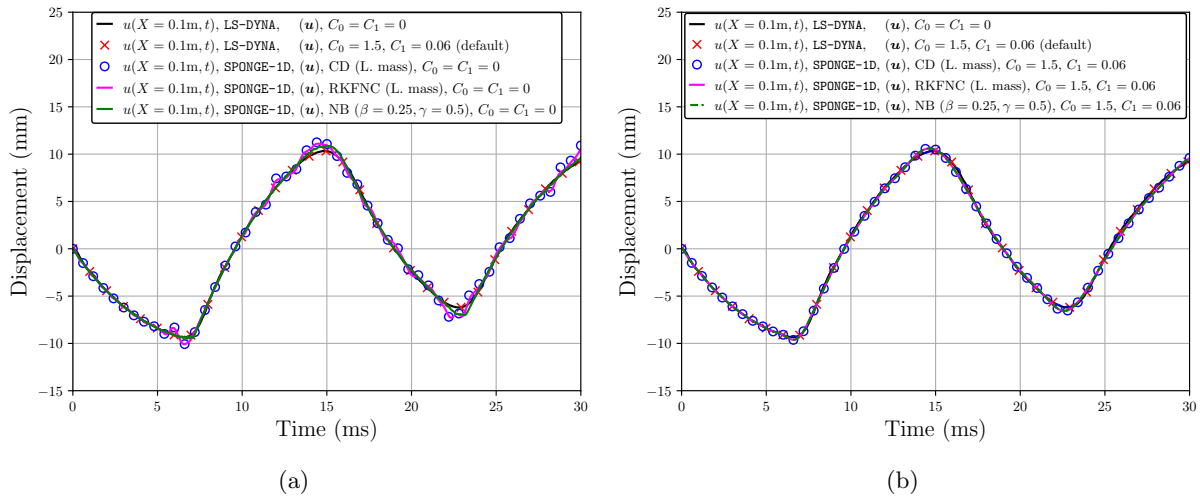 u(X = 0.1m, t), LS-DYNA, (u), C₀ = C₁ = 0
u(X = 0.1m, t), LS-DYNA, (u), C₀ = 1.5, C₁ = 0.06 (default)
u(X = 0.1m, t), SPONGE-1D, (u), CD (L. mass), C₀ = C₁ = 0
u(X = 0.1m, t), SPONGE-1D, (u), RKFNC (L. mass), C₀ = C₁ = 0
u(X = 0.1m, t), SPONGE-1D, (u), NB (β = 0.25, γ = 0.5), C₀ = C₁ = 0
25
20
15
10
5
0
−5
−10
−15
Displacement (mm)
0 5 10 15 20 25 30
Time (ms)
(a)
u(X = 0.1m, t), LS-DYNA, (u), C₀ = C₁ = 0
u(X = 0.1m, t), LS-DYNA, (u), C₀ = 1.5, C₁ = 0.06 (default)
u(X = 0.1m, t), SPONGE-1D, (u), CD (L. mass), C₀ = 1.5, C₁ = 0.06
u(X = 0.1m, t), SPONGE-1D, (u), RKFNC (L. mass), C₀ = 1.5, C₁ = 0.06
u(X = 0.1m, t), SPONGE-1D, (u), NB (β = 0.25, γ = 0.5), C₀ = 1.5, C₁ = 0.06
25
20
15
10
5
0
−5
−10
−15
Displacement (mm)
0 5 10 15 20 25 30
Time (ms)
(b)